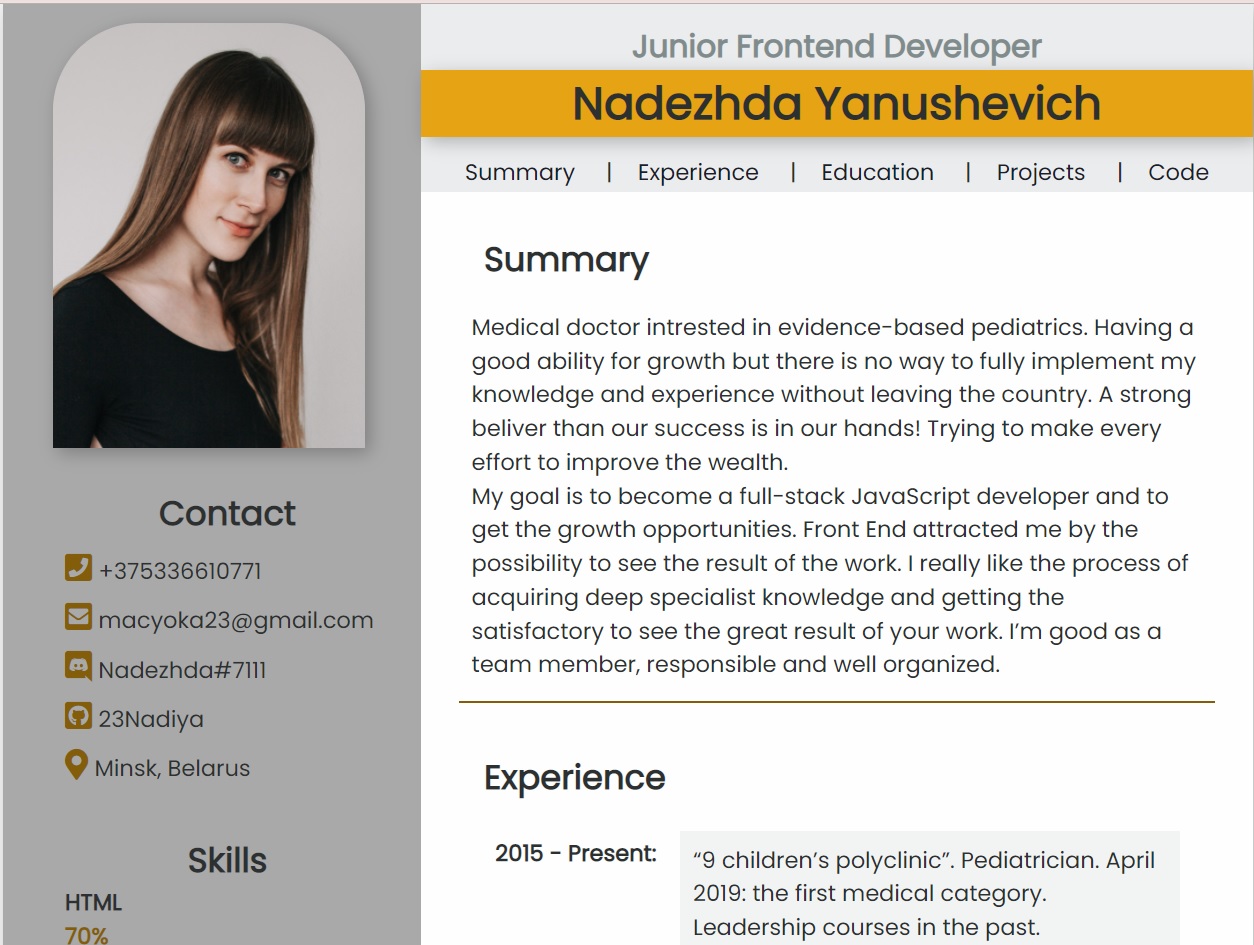 Junior Frontend Developer
Nadezhda Yanushevich
Summary | Experience | Education | Projects | Code
Contact
+375336610771
macyoka23@gmail.com
Nadezhda#7111
23Nadiya
Minsk, Belarus
Skills
HTML
70%
Summary
Medical doctor intrested in evidence-based pediatrics. Having a
good ability for growth but there is no way to fully implement my
knowledge and experience without leaving the country. A strong
beliver than our success is in our hands! Trying to make every
effort to improve the wealth.
My goal is to become a full-stack JavaScript developer and to
get the growth opportunities. Front End attracted me by the
possibility to see the result of the work. I really like the process of
acquiring deep specialist knowledge and getting the
satisfactory to see the great result of your work. I’m good as a
team member, responsible and well organized.
Experience
2015 - Present:
“9 children’s polyclinic”. Pediatrician. April
2019: the first medical category.
Leadership courses in the past.